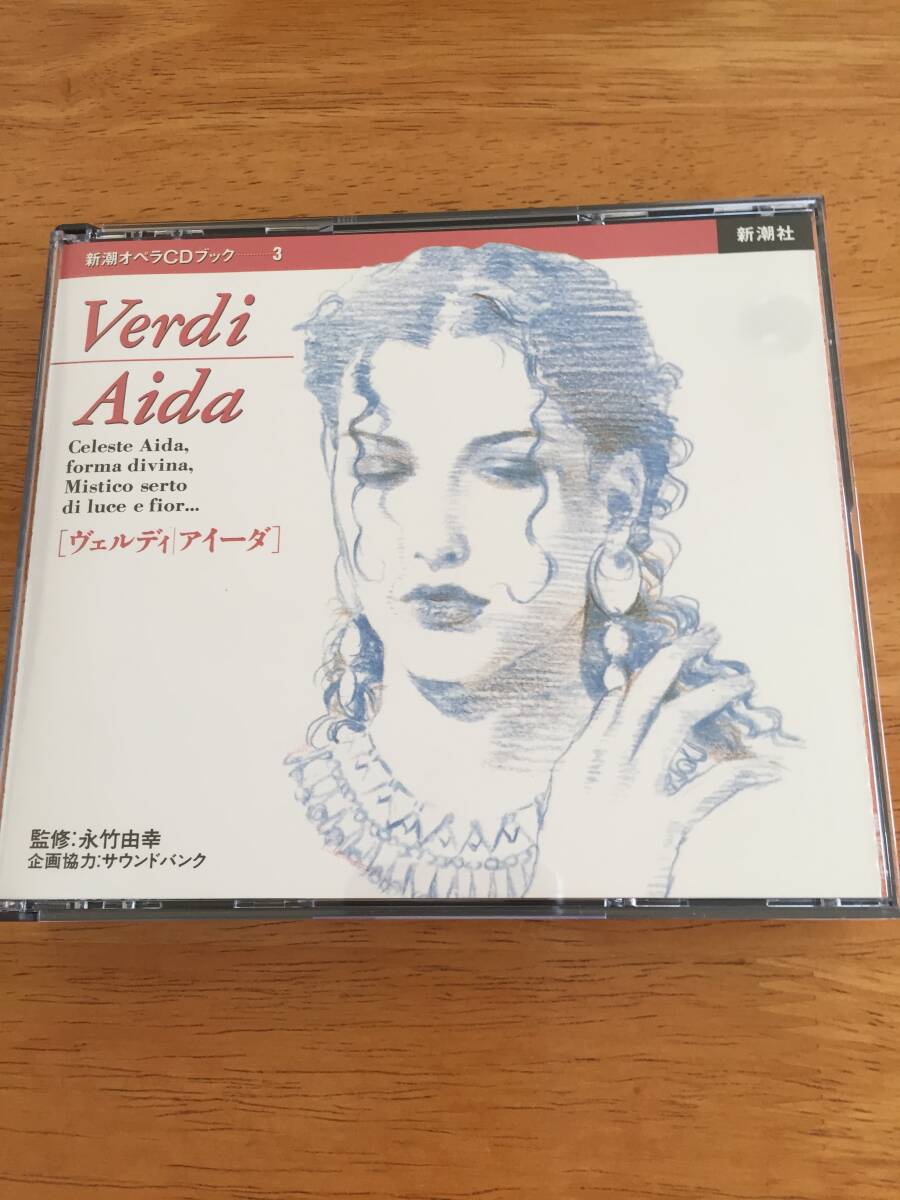 新潮オペラCDブック………3
新潮社
Verdi
Aida
Celeste Aida,
forma divina,
Mistico serto
di luce e fior...
[ヴェルディ|アイーダ]
監修:永竹由幸
企画協力:サウンドバンク